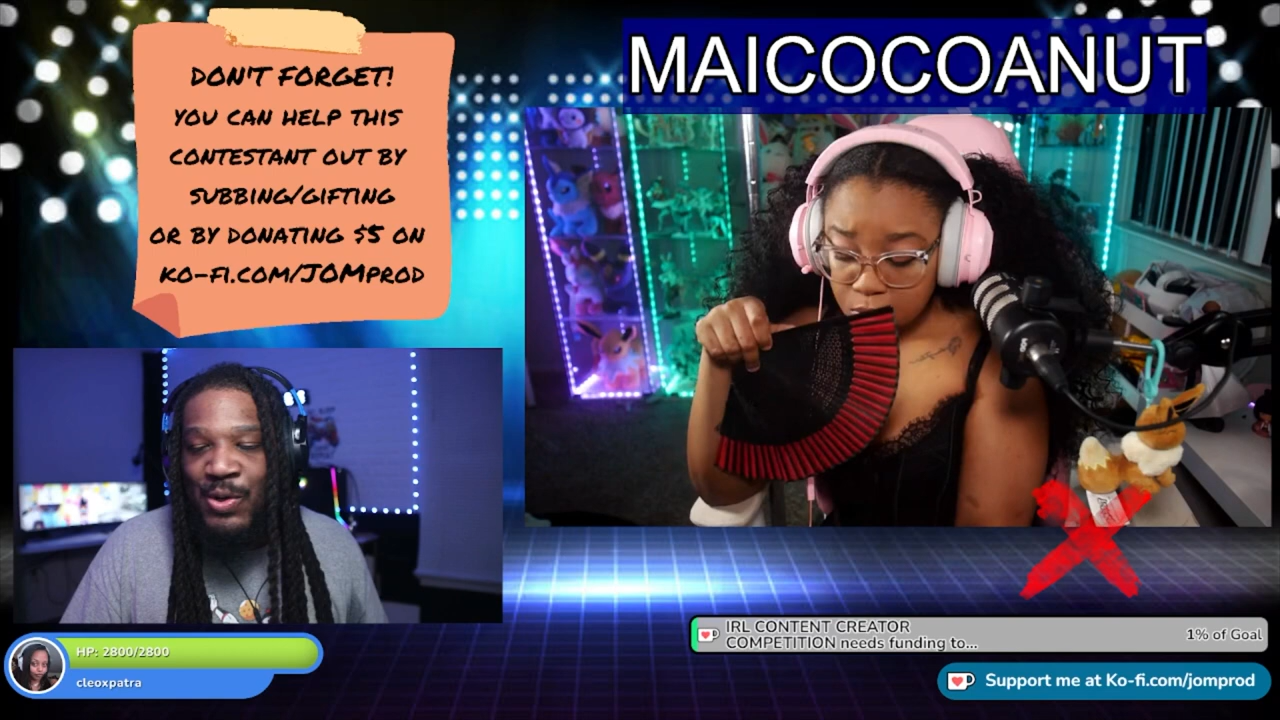 DON'T FORGET!
YOU CAN HELP THIS
CONTESTANT OUT BY
SUBBING/GIFTING
OR BY DONATING $5 ON
KO-FI.COM/JOMPROD
MAICOCOANUT
HP: 2800/2800
cleoxpatra
IRL CONTENT CREATOR
COMPETITION needs funding to...
1% of Goal
Support me at Ko-fi.com/jomprod